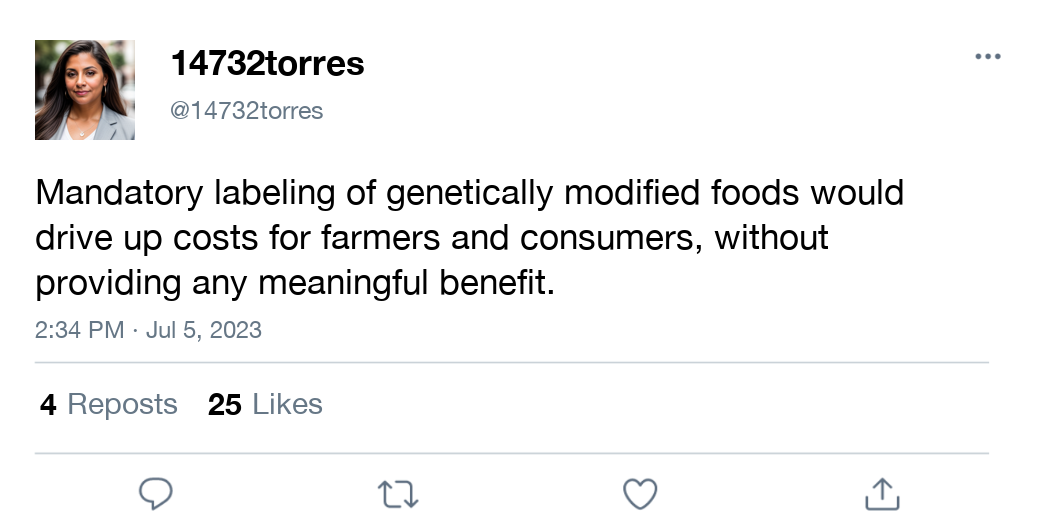 14732torres
@14732torres
Mandatory labeling of genetically modified foods would
drive up costs for farmers and consumers, without
providing any meaningful benefit.
2:34 PM · Jul 5, 2023
4 Reposts 25 Likes